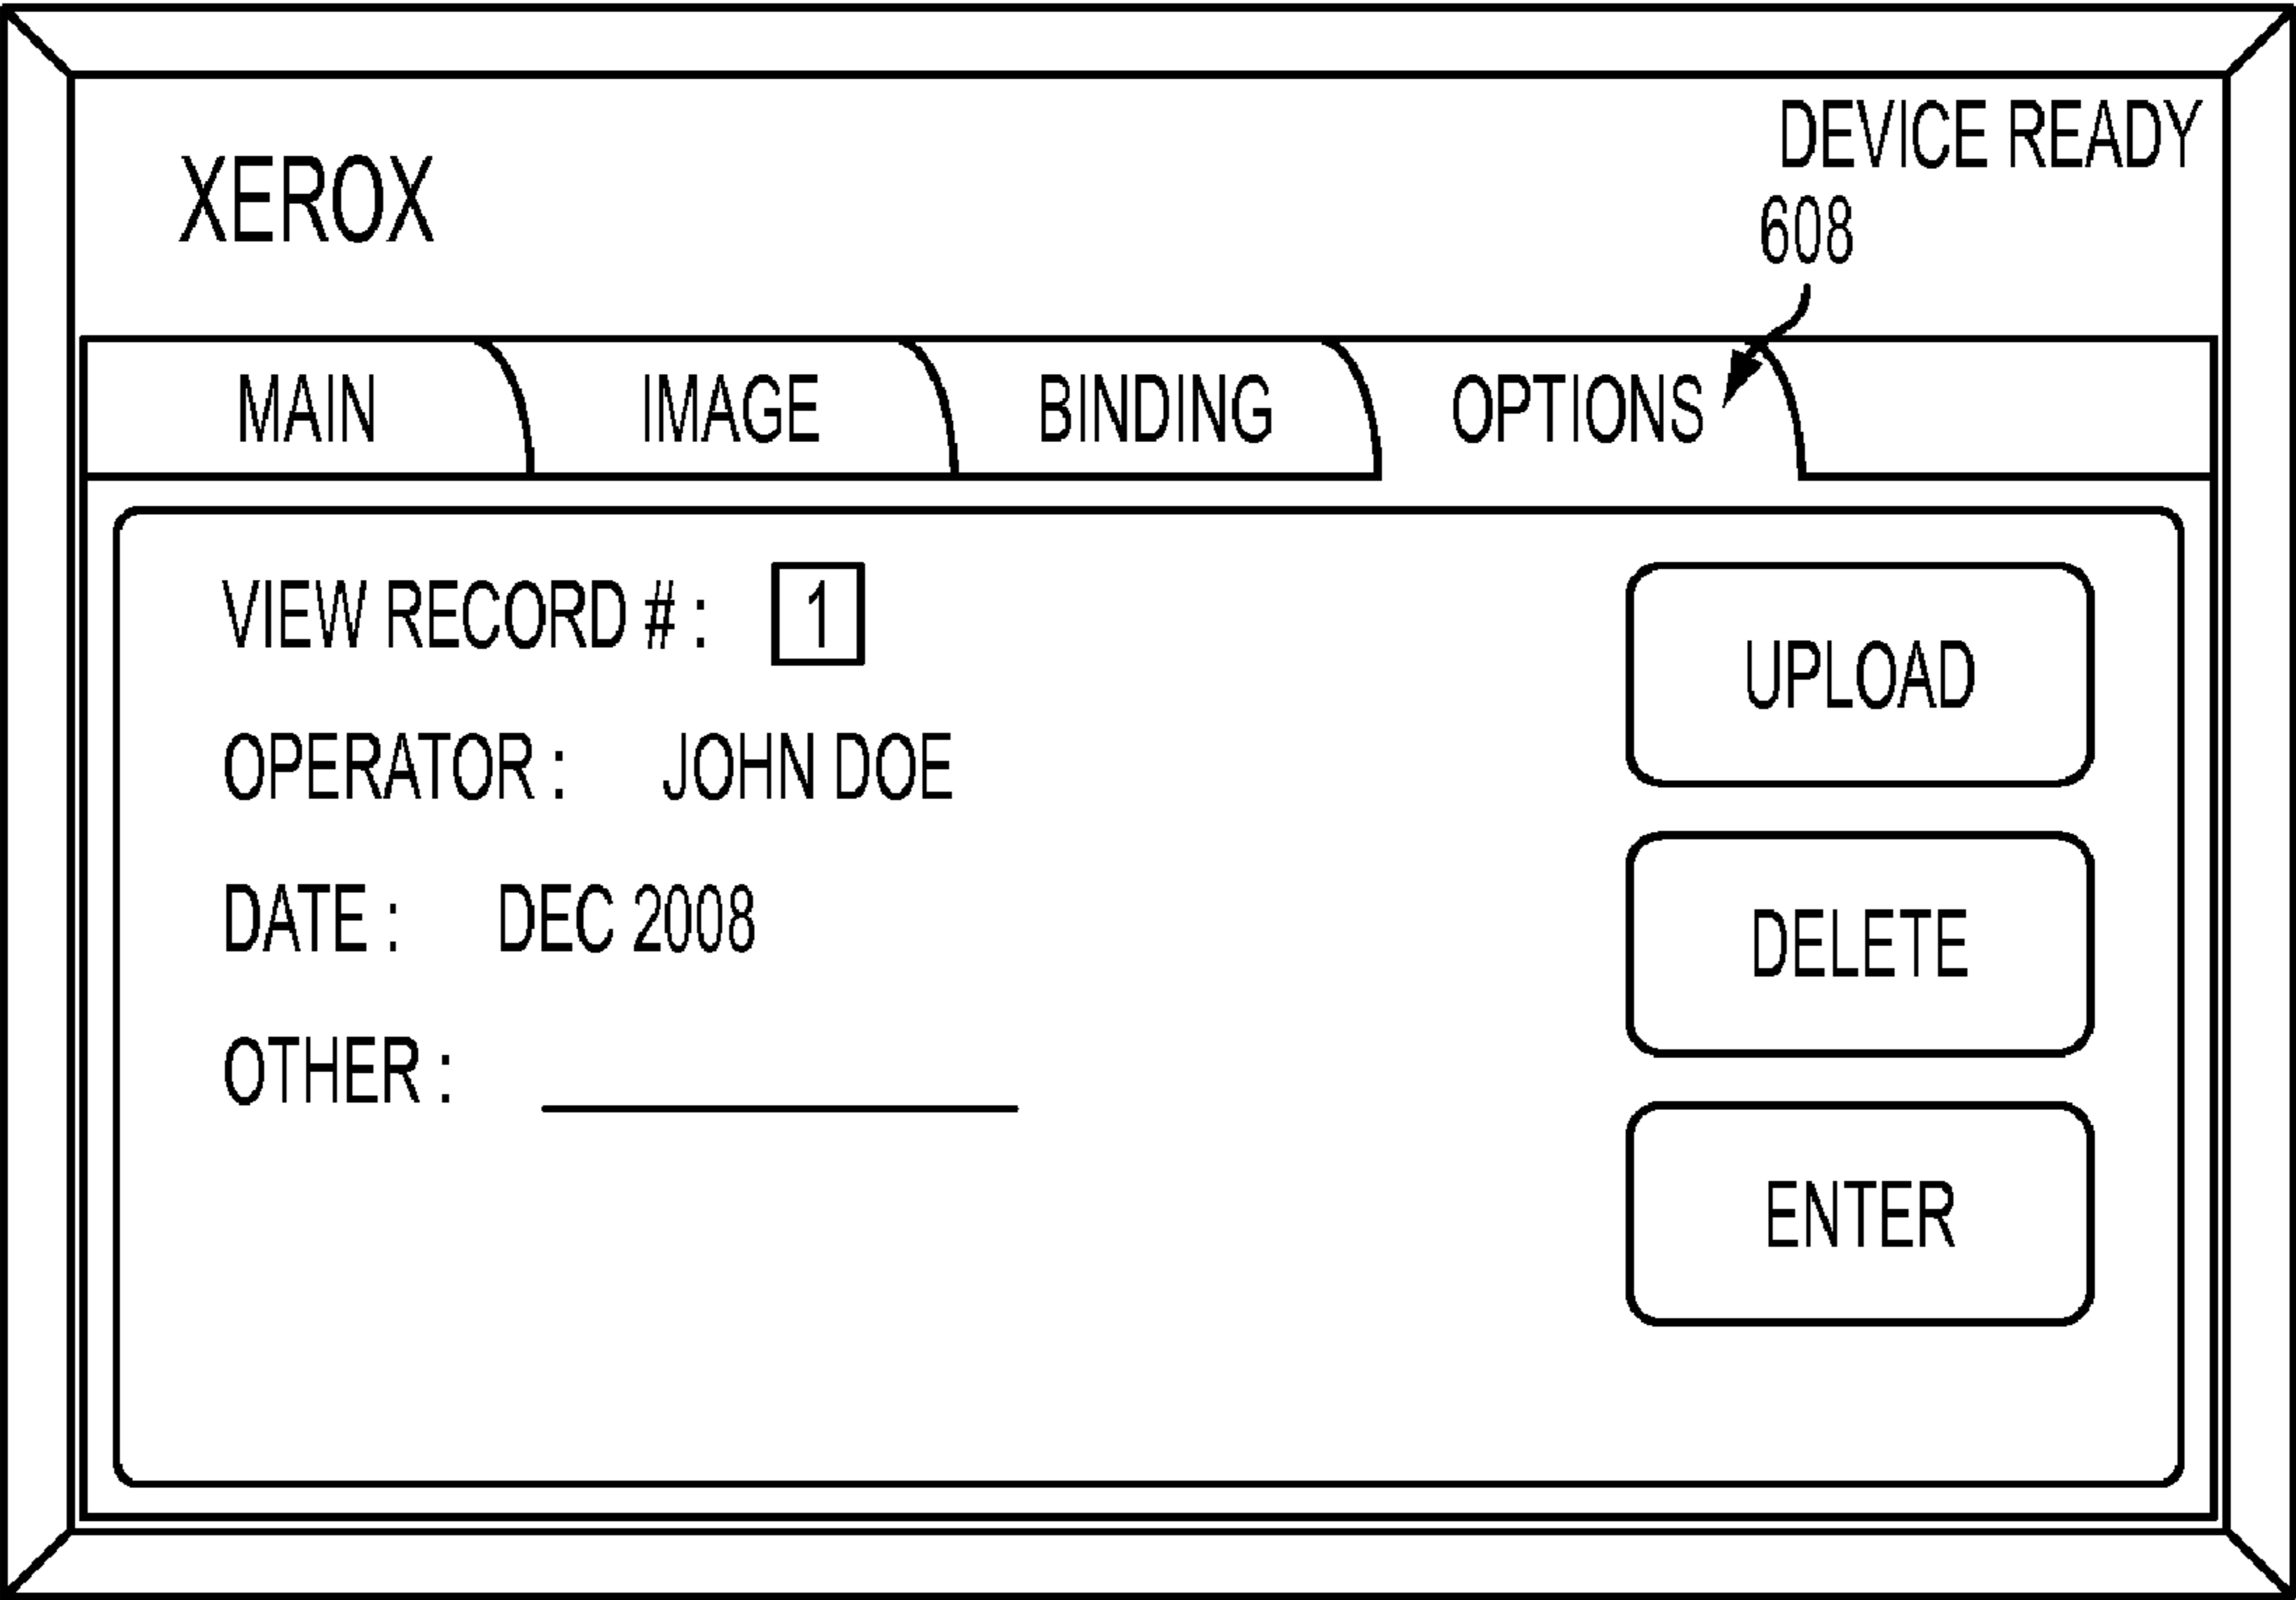 DEVICE READY
XEROX
608
MAIN
IMAGE
BINDING
OPTIONS
VIEW RECORD # : 1
OPERATOR : JOHN DOE
DATE : DEC 2008
OTHER :
UPLOAD
DELETE
ENTER